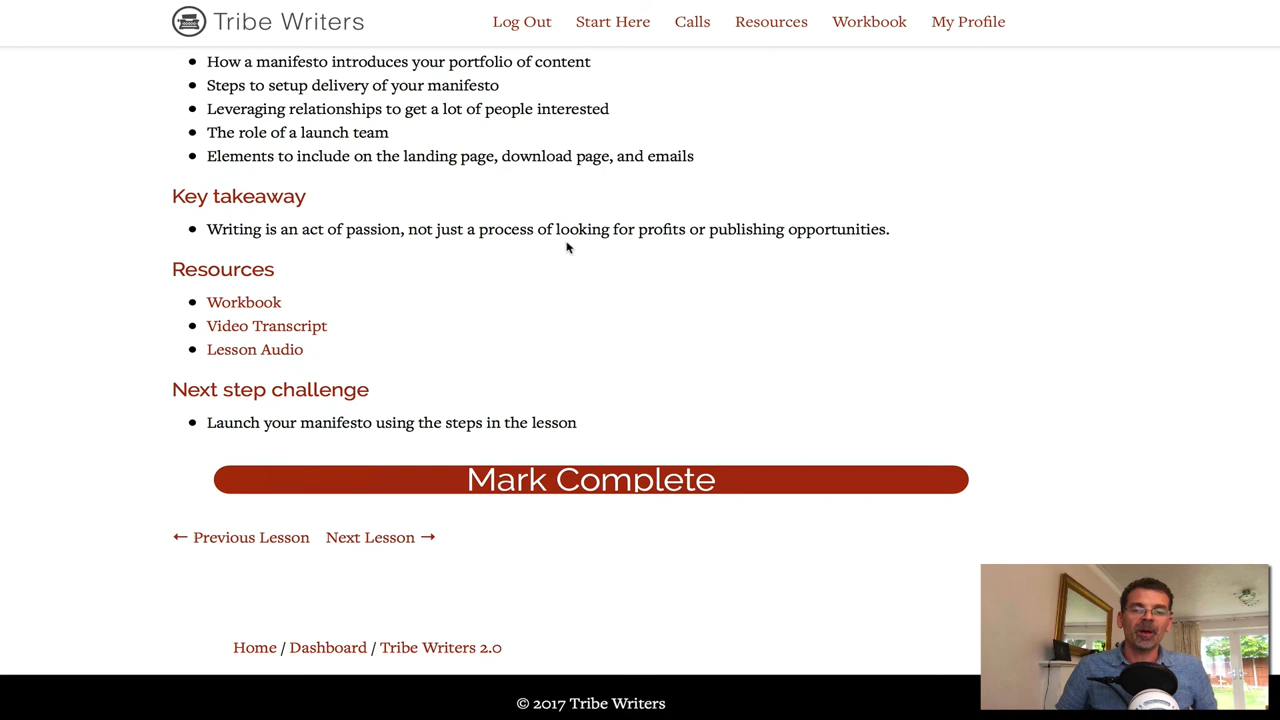 Tribe Writers
Log Out Start Here Calls Resources Workbook My Profile
How a manifesto introduces your portfolio of content
Steps to setup delivery of your manifesto
Leveraging relationships to get a lot of people interested
The role of a launch team
Elements to include on the landing page, download page, and emails
Key takeaway
Writing is an act of passion, not just a process of looking for profits or publishing opportunities.
Resources
Workbook
Video Transcript
Lesson Audio
Next step challenge
Launch your manifesto using the steps in the lesson
Mark Complete
← Previous Lesson Next Lesson →
Home / Dashboard / Tribe Writers 2.0
© 2017 Tribe Writers